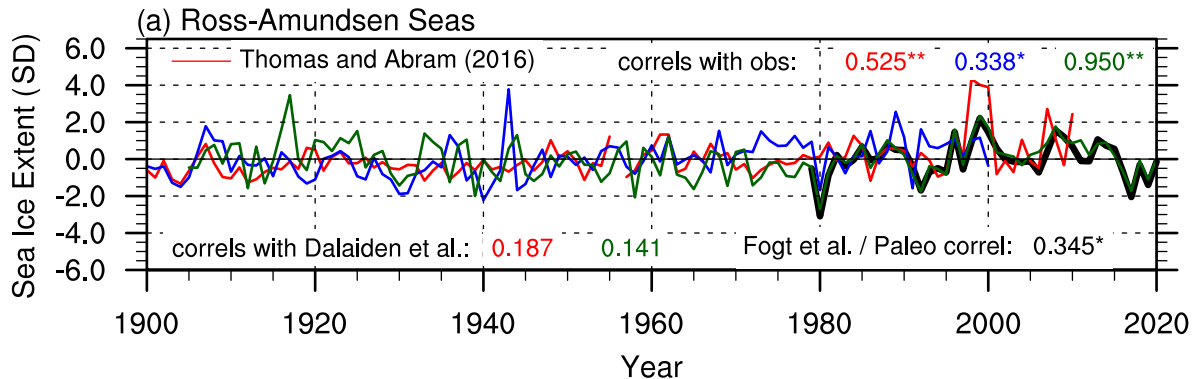 (a) Ross-Amundsen Seas
Sea Ice Extent (SD)
6.0
4.0
2.0
0.0
-2.0
-4.0
-6.0
Thomas and Abram (2016)
correls with obs: 0.525** 0.338* 0.950**
correls with Dalaiden et al.: 0.187 0.141
Fogt et al. / Paleo correl: 0.345*
1900 1920 1940 1960 1980 2000 2020
Year